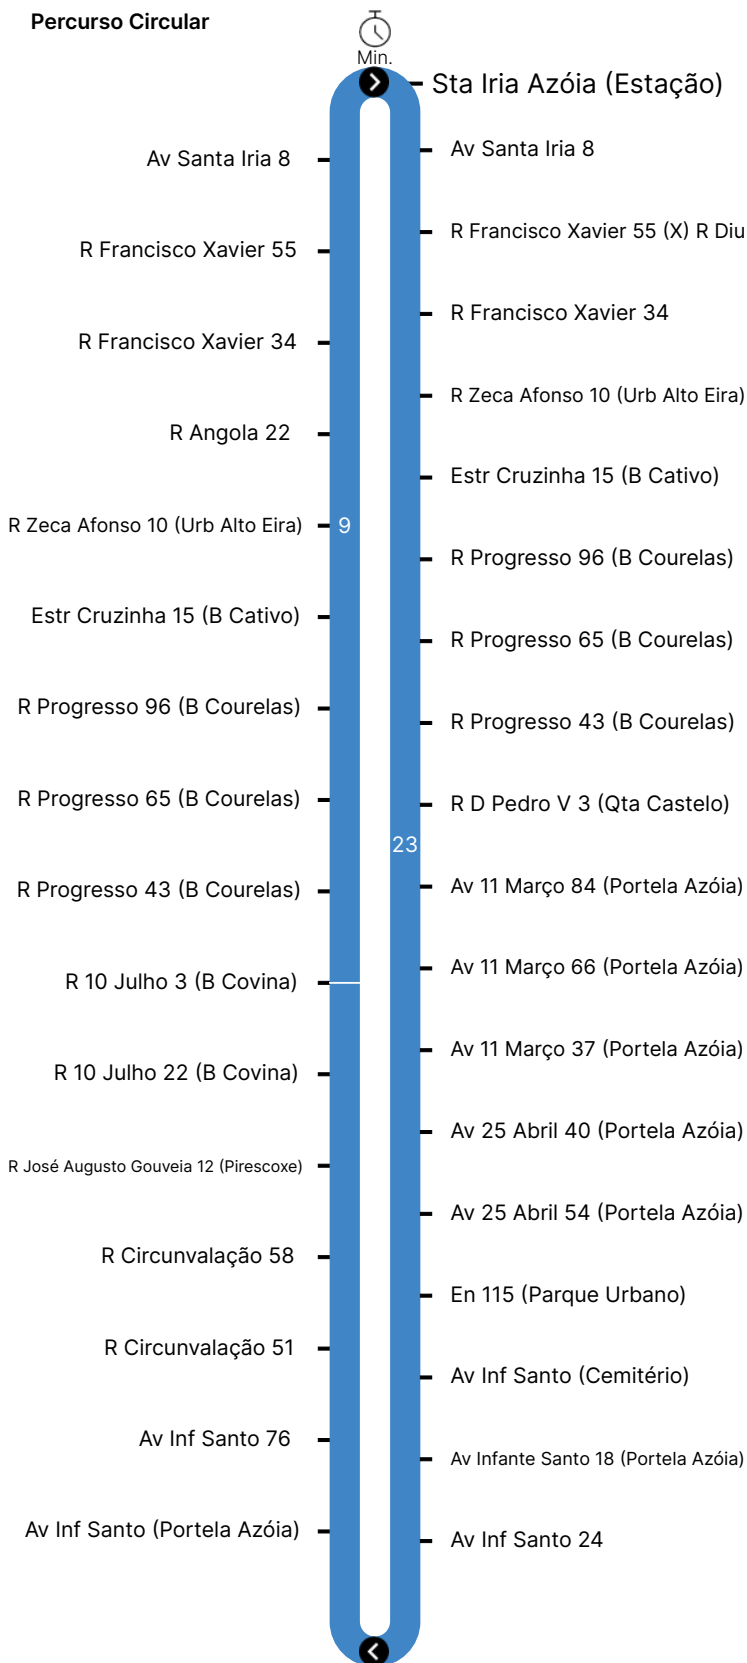 Percurso Circular
Min.
Sta Iria Azóia (Estação)
Av Santa Iria 8
R Francisco Xavier 55 (X) R Diu
R Francisco Xavier 34
R Zeca Afonso 10 (Urb Alto Eira)
Estr Cruzinha 15 (B Cativo)
R Progresso 96 (B Courelas)
R Progresso 65 (B Courelas)
R Progresso 43 (B Courelas)
R D Pedro V 3 (Qta Castelo)
23
Av 11 Março 84 (Portela Azóia)
Av 11 Março 66 (Portela Azóia)
Av 11 Março 37 (Portela Azóia)
Av 25 Abril 40 (Portela Azóia)
Av 25 Abril 54 (Portela Azóia)
En 115 (Parque Urbano)
Av Inf Santo (Cemitério)
Av Infante Santo 18 (Portela Azóia)
Av Inf Santo 24
Av Santa Iria 8
R Francisco Xavier 55
R Francisco Xavier 34
R Angola 22
R Zeca Afonso 10 (Urb Alto Eira)
9
Estr Cruzinha 15 (B Cativo)
R Progresso 96 (B Courelas)
R Progresso 65 (B Courelas)
R Progresso 43 (B Courelas)
R 10 Julho 3 (B Covina)
R 10 Julho 22 (B Covina)
R José Augusto Gouveia 12 (Pirescoxe)
R Circunvalação 58
R Circunvalação 51
Av Inf Santo 76
Av Inf Santo (Portela Azóia)